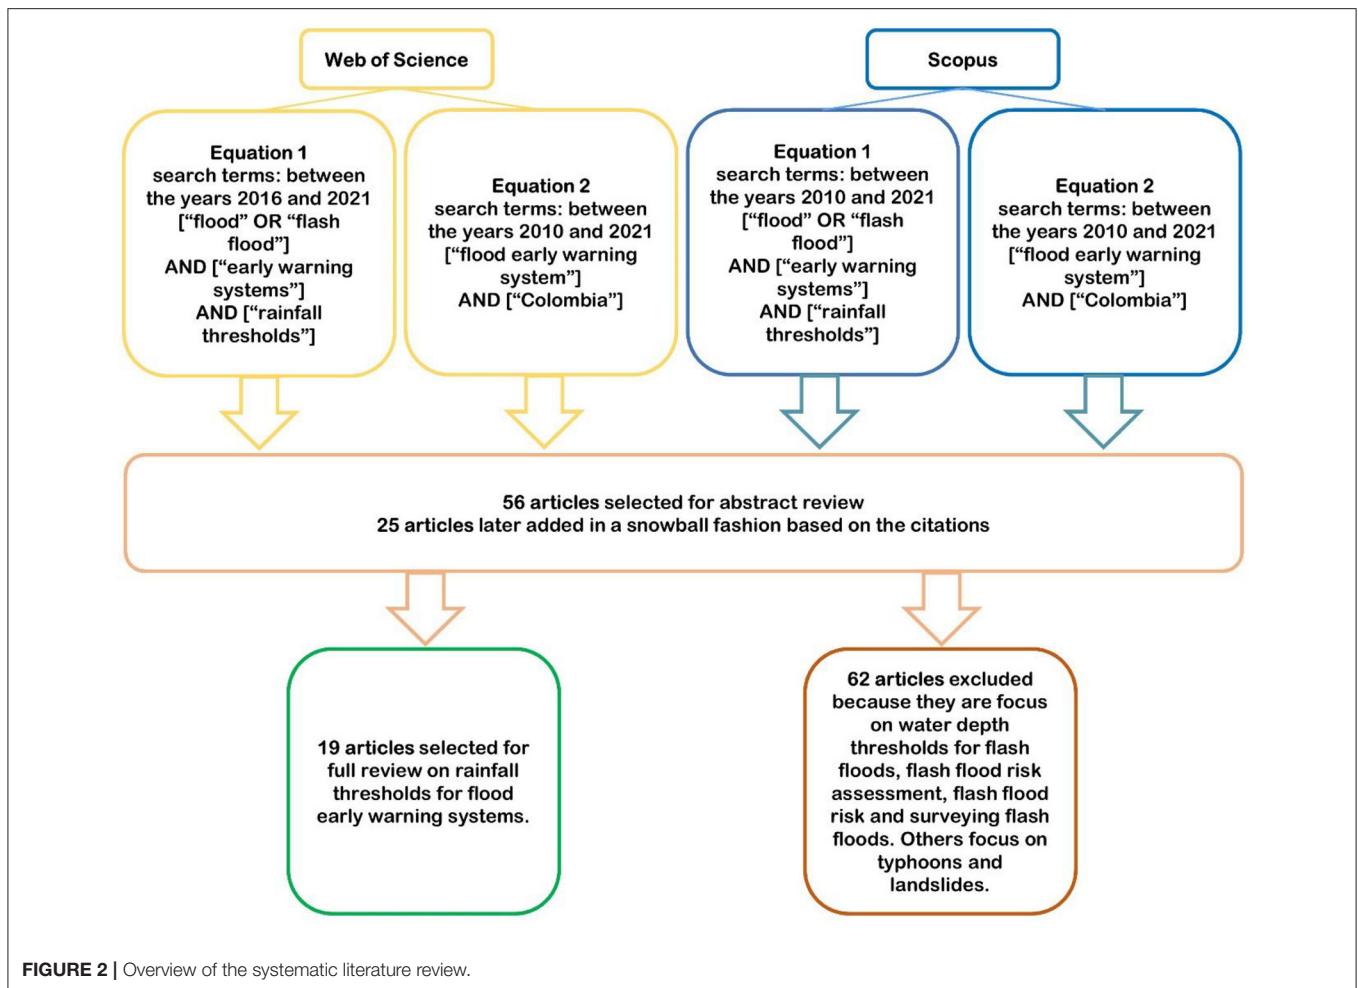 Web of Science
Scopus
Equation 1
search terms: between
the years 2016 and 2021
[“flood” OR “flash
flood”]
AND [“early warning
systems”]
AND [“rainfall
thresholds”]
Equation 2
search terms: between
the years 2010 and 2021
[“flood early warning
system”]
AND [“Colombia”]
Equation 1
search terms: between
the years 2010 and 2021
[“flood” OR “flash
flood”]
AND [“early warning
systems”]
AND [“rainfall
thresholds”]
Equation 2
search terms: between
the years 2010 and 2021
[“flood early warning
system”]
AND [“Colombia”]
56 articles selected for abstract review
25 articles later added in a snowball fashion based on the citations
19 articles selected for
full review on rainfall
thresholds for flood
early warning systems.
62 articles excluded
because they are focus
on water depth
thresholds for flash
floods, flash flood risk
assessment, flash flood
risk and surveying flash
floods. Others focus on
typhoons and
landslides.
FIGURE 2 | Overview of the systematic literature review.